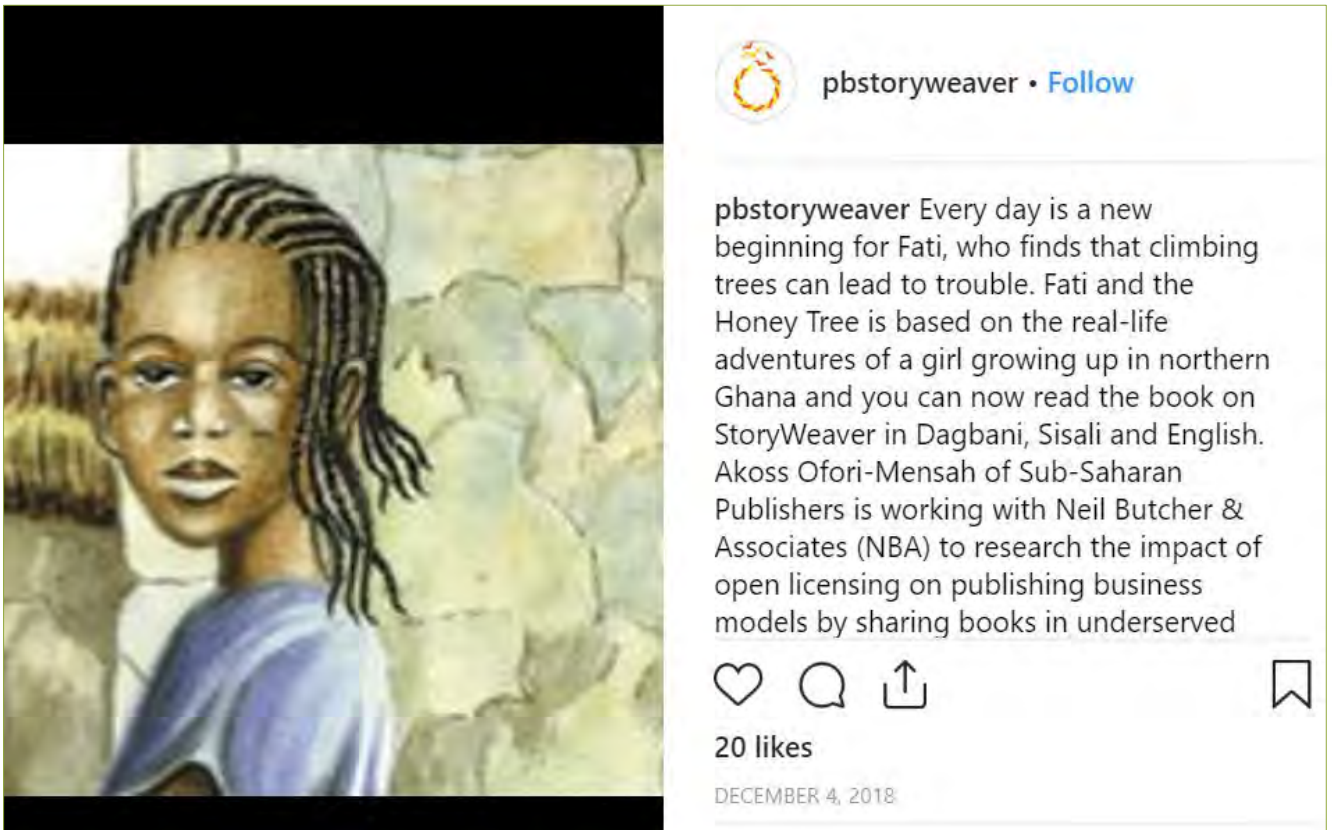 pbstoryweaver • Follow
pbstoryweaver Every day is a new
beginning for Fati, who finds that climbing
trees can lead to trouble. Fati and the
Honey Tree is based on the real-life
adventures of a girl growing up in northern
Ghana and you can now read the book on
StoryWeaver in Dagbani, Sisali and English.
Akoss Ofori-Mensah of Sub-Saharan
Publishers is working with Neil Butcher &
Associates (NBA) to research the impact of
open licensing on publishing business
models by sharing books in underserved
20 likes
DECEMBER 4, 2018